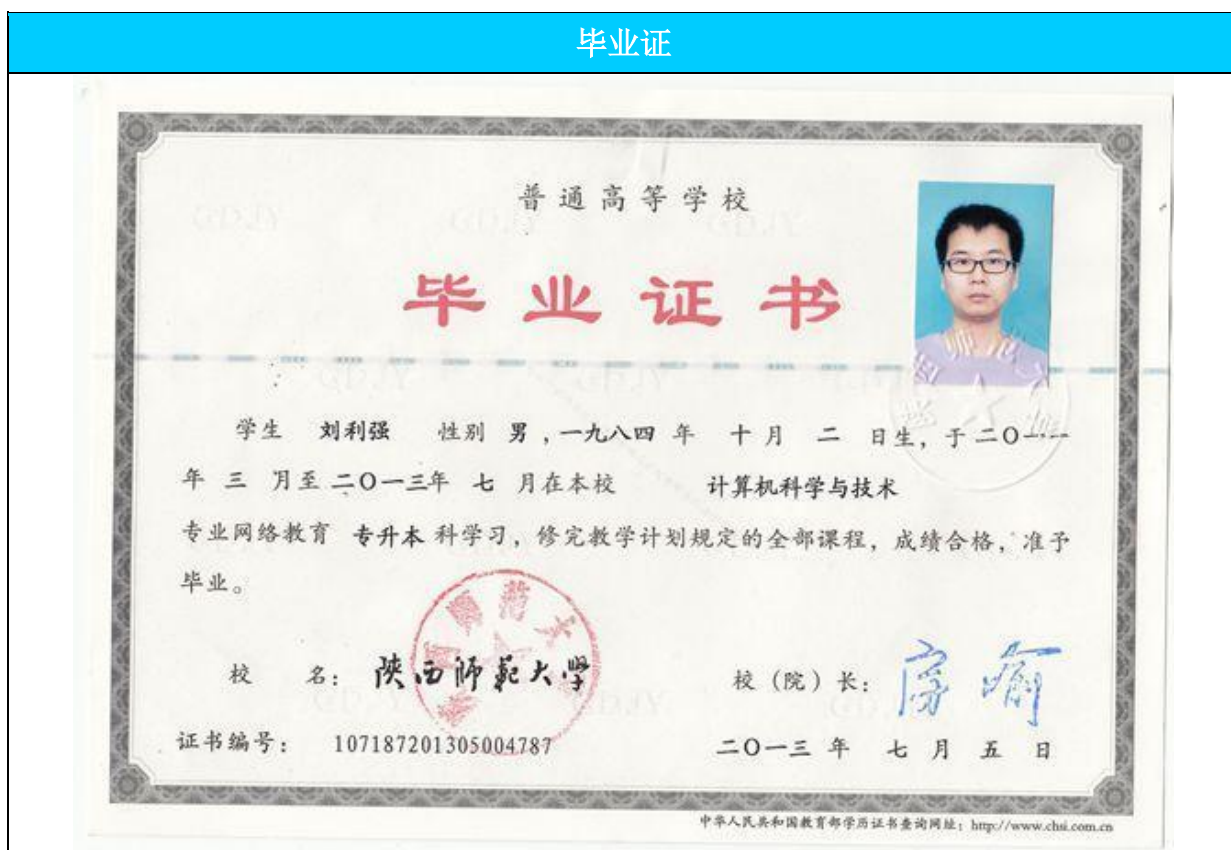 毕业证
普通高等学校
毕业证书
学生 刘利强 性别 男，一九八四 年 十 月 二 日生，于二〇一一
年 三 月至 二〇一三年 七 月在本校 计算机科学与技术
专业网络教育 专升本 科学习，修完教学计划规定的全部课程，成绩合格，准予
毕业。
校 名：陕西师范大学
校（院）长：房喻
证书编号： 107187201305004787
二〇一三 年 七 月 五 日
中华人民共和国教育部学历证书查询网址：http://www.chsi.com.cn